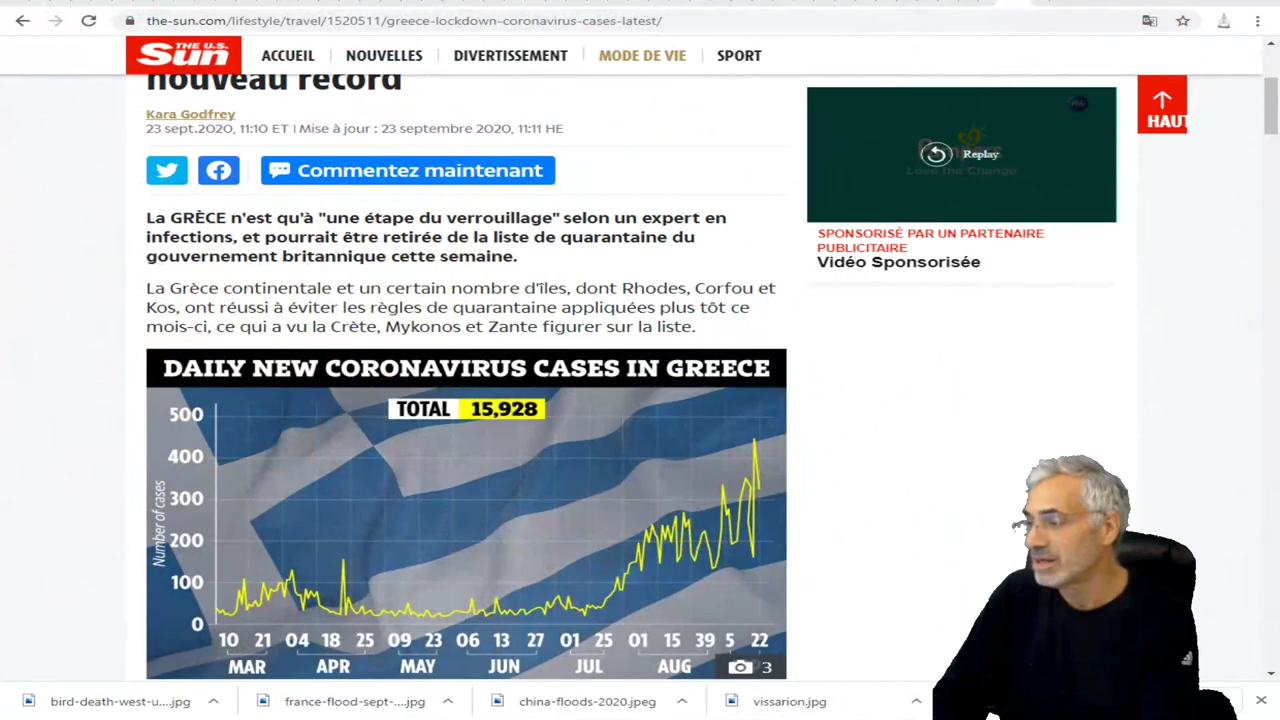 the-sun.com/lifestyle/travel/1520511/greece-lockdown-coronavirus-cases-latest/
THE U.S. Sun
ACCUEIL NOUVELLES DIVERTISSEMENT MODE DE VIE SPORT
nouveau record
HAUT
Kara Godfrey
23 sept.2020, 11:10 ET | Mise à jour : 23 septembre 2020, 11:11 HE
Commentez maintenant
Replay
Love the Change
SPONSORISÉ PAR UN PARTENAIRE
PUBLICITAIRE
Vidéo Sponsorisée
La GRÈCE n'est qu'à "une étape du verrouillage" selon un expert en
infections, et pourrait être retirée de la liste de quarantaine du
gouvernement britannique cette semaine.
La Grèce continentale et un certain nombre d'îles, dont Rhodes, Corfou et
Kos, ont réussi à éviter les règles de quarantaine appliquées plus tôt ce
mois-ci, ce qui a vu la Crète, Mykonos et Zante figurer sur la liste.
DAILY NEW CORONAVIRUS CASES IN GREECE
TOTAL 15,928
500
400
300
200
100
0
Number of cases
10 21 04 18 25 09 23 06 13 27 01 25 01 15 39 5 22
MAR APR MAY JUN JUL AUG
3
bird-death-west-u....jpg france-flood-sept-....jpg china-floods-2020.jpeg vissarion.jpg